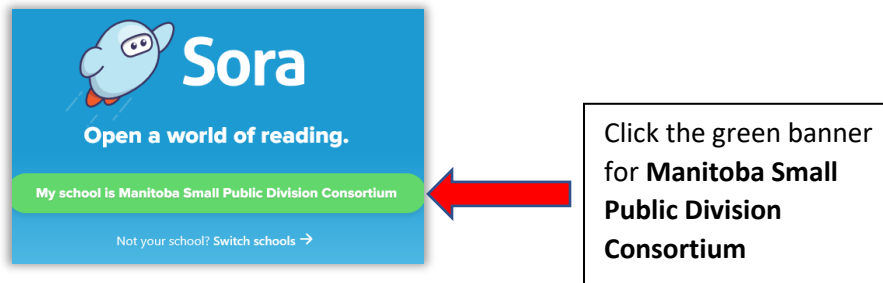 Sora
Open a world of reading.
My school is Manitoba Small Public Division Consortium
Not your school? Switch schools →
Click the green banner
for Manitoba Small
Public Division
Consortium